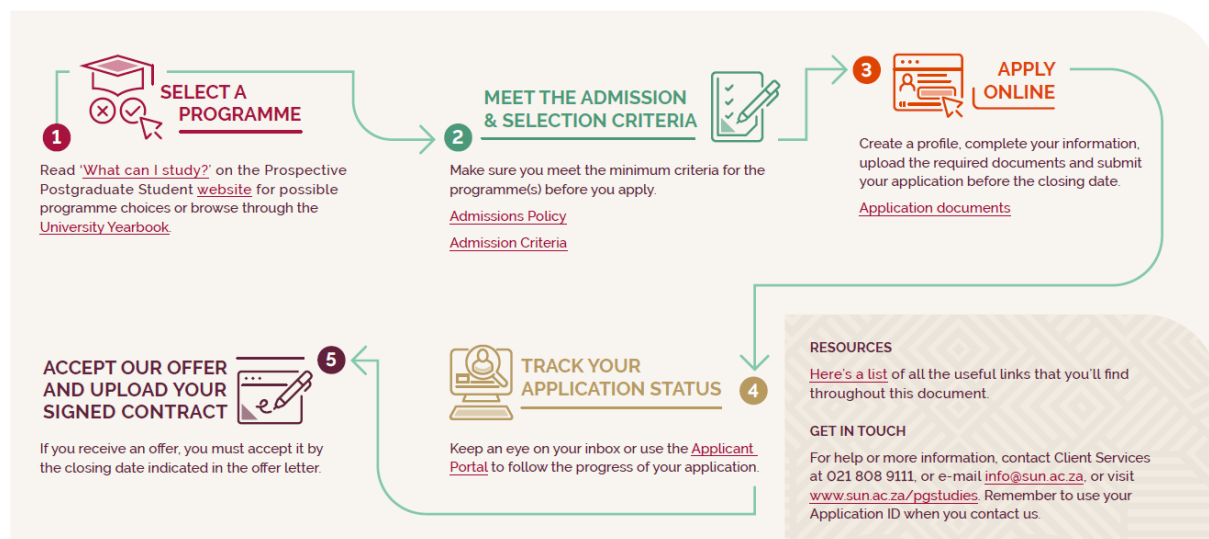 1
SELECT A
PROGRAMME
Read ‘What can I study?’ on the Prospective
Postgraduate Student website for possible
programme choices or browse through the
University Yearbook.
2
MEET THE ADMISSION
& SELECTION CRITERIA
Make sure you meet the minimum criteria for the
programme(s) before you apply.
Admissions Policy
Admission Criteria
3
APPLY
ONLINE
Create a profile, complete your information,
upload the required documents and submit
your application before the closing date.
Application documents
4
TRACK YOUR
APPLICATION STATUS
Keep an eye on your inbox or use the Applicant
Portal to follow the progress of your application.
5
ACCEPT OUR OFFER
AND UPLOAD YOUR
SIGNED CONTRACT
If you receive an offer, you must accept it by
the closing date indicated in the offer letter.
RESOURCES
Here’s a list of all the useful links that you’ll find
throughout this document.
GET IN TOUCH
For help or more information, contact Client Services
at 021 808 9111, or e-mail info@sun.ac.za, or visit
www.sun.ac.za/pgstudies. Remember to use your
Application ID when you contact us.